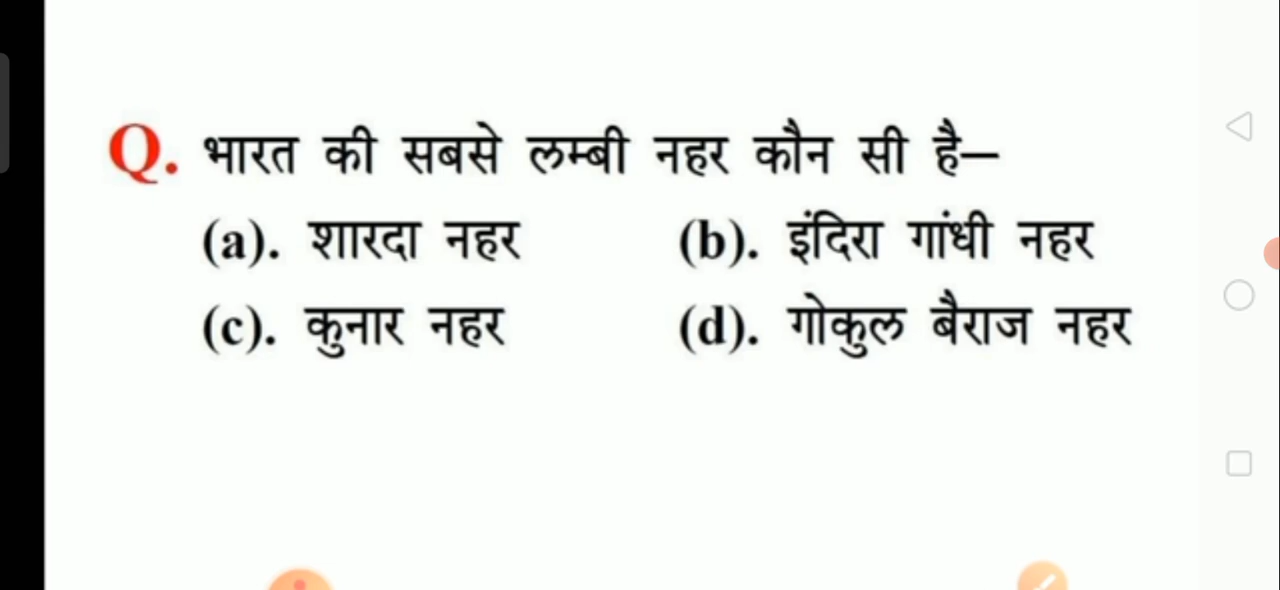 Q. भारत की सबसे लम्बी नहर कौन सी है–
(a). शारदा नहर (b). इंदिरा गांधी नहर
(c). कुनार नहर (d). गोकुल बैराज नहर